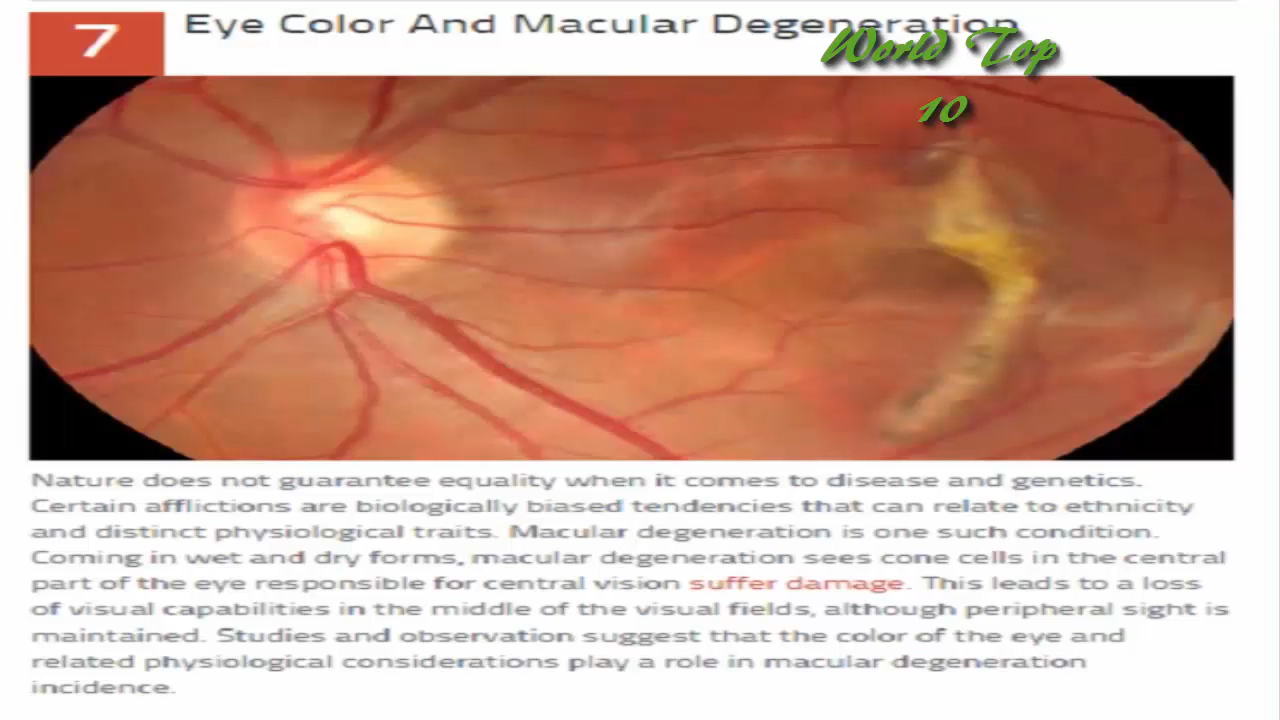 7
Eye Color And Macular Degeneration
World Top
10
Nature does not guarantee equality when it comes to disease and genetics.
Certain afflictions are biologically biased tendencies that can relate to ethnicity
and distinct physiological traits. Macular degeneration is one such condition.
Coming in wet and dry forms, macular degeneration sees cone cells in the central
part of the eye responsible for central vision suffer damage. This leads to a loss
of visual capabilities in the middle of the visual fields, although peripheral sight is
maintained. Studies and observation suggest that the color of the eye and
related physiological considerations play a role in macular degeneration
incidence.